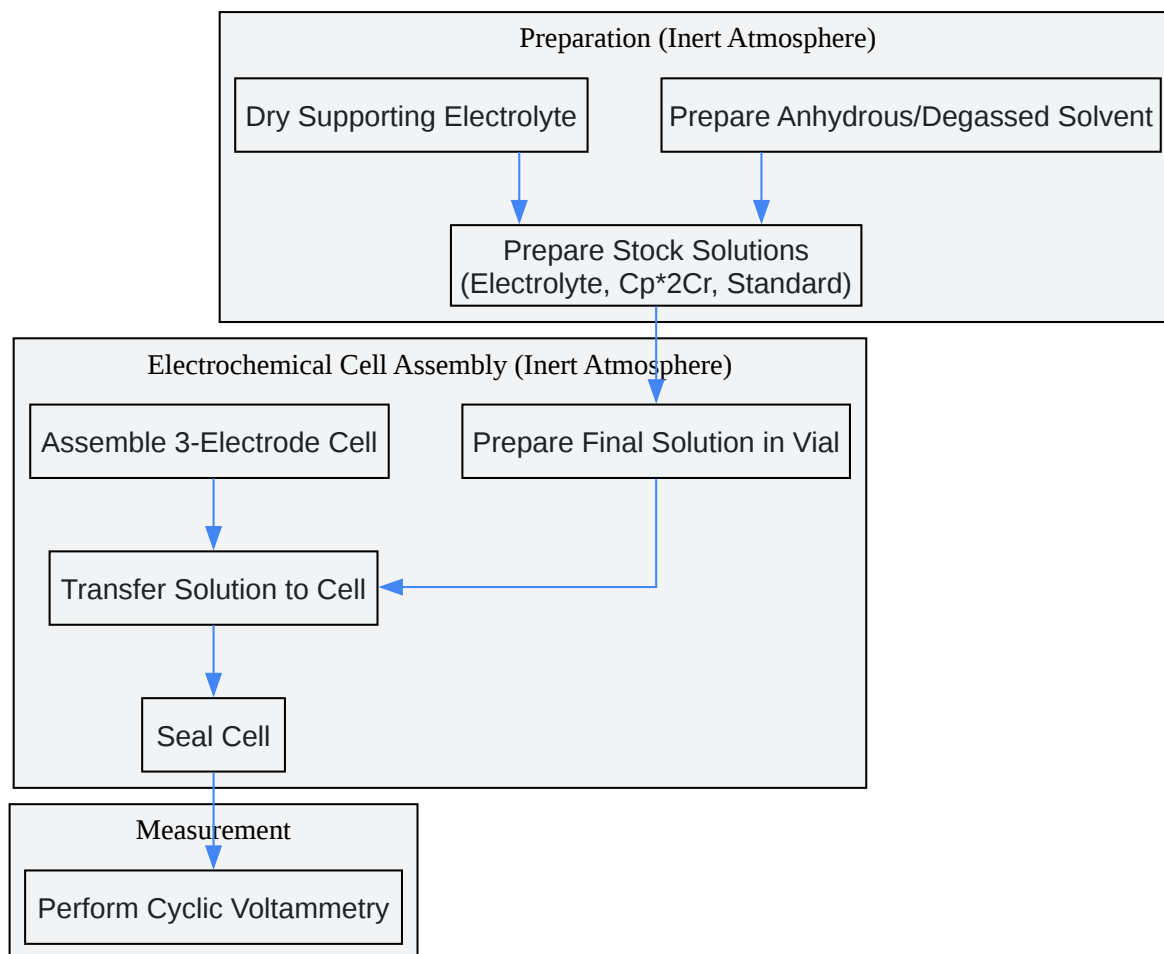 Preparation (Inert Atmosphere)
Dry Supporting Electrolyte
Prepare Anhydrous/Degassed Solvent
Prepare Stock Solutions
(Electrolyte, Cp*2Cr, Standard)
Electrochemical Cell Assembly (Inert Atmosphere)
Assemble 3-Electrode Cell
Prepare Final Solution in Vial
Transfer Solution to Cell
Seal Cell
Measurement
Perform Cyclic Voltammetry